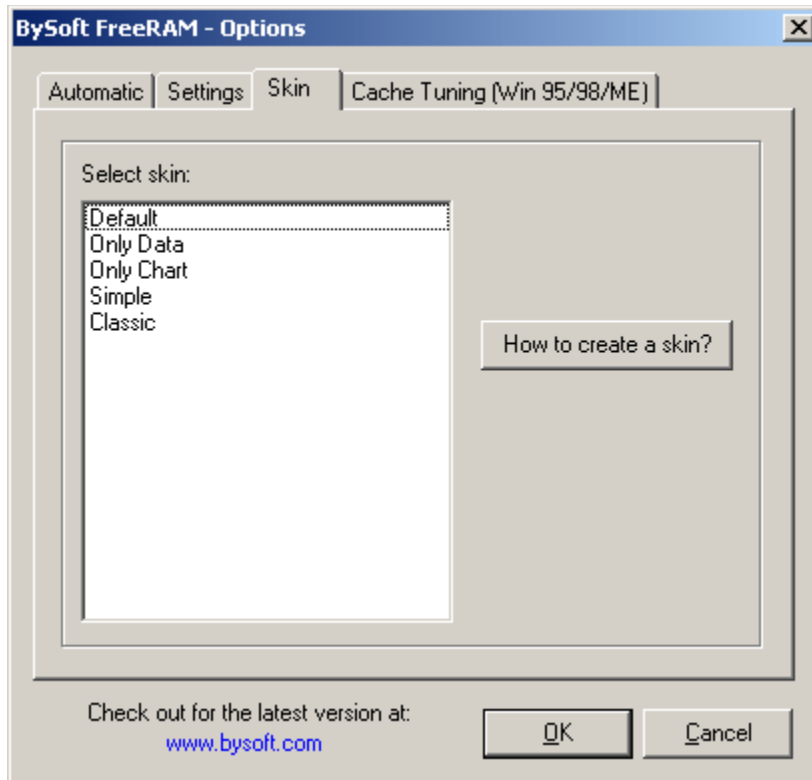 BySoft FreeRAM - Options
Automatic Settings Skin Cache Tuning (Win 95/98/ME)
Select skin:
Default
Only Data
Only Chart
Simple
Classic
How to create a skin?
Check out for the latest version at:
www.bysoft.com
OK Cancel